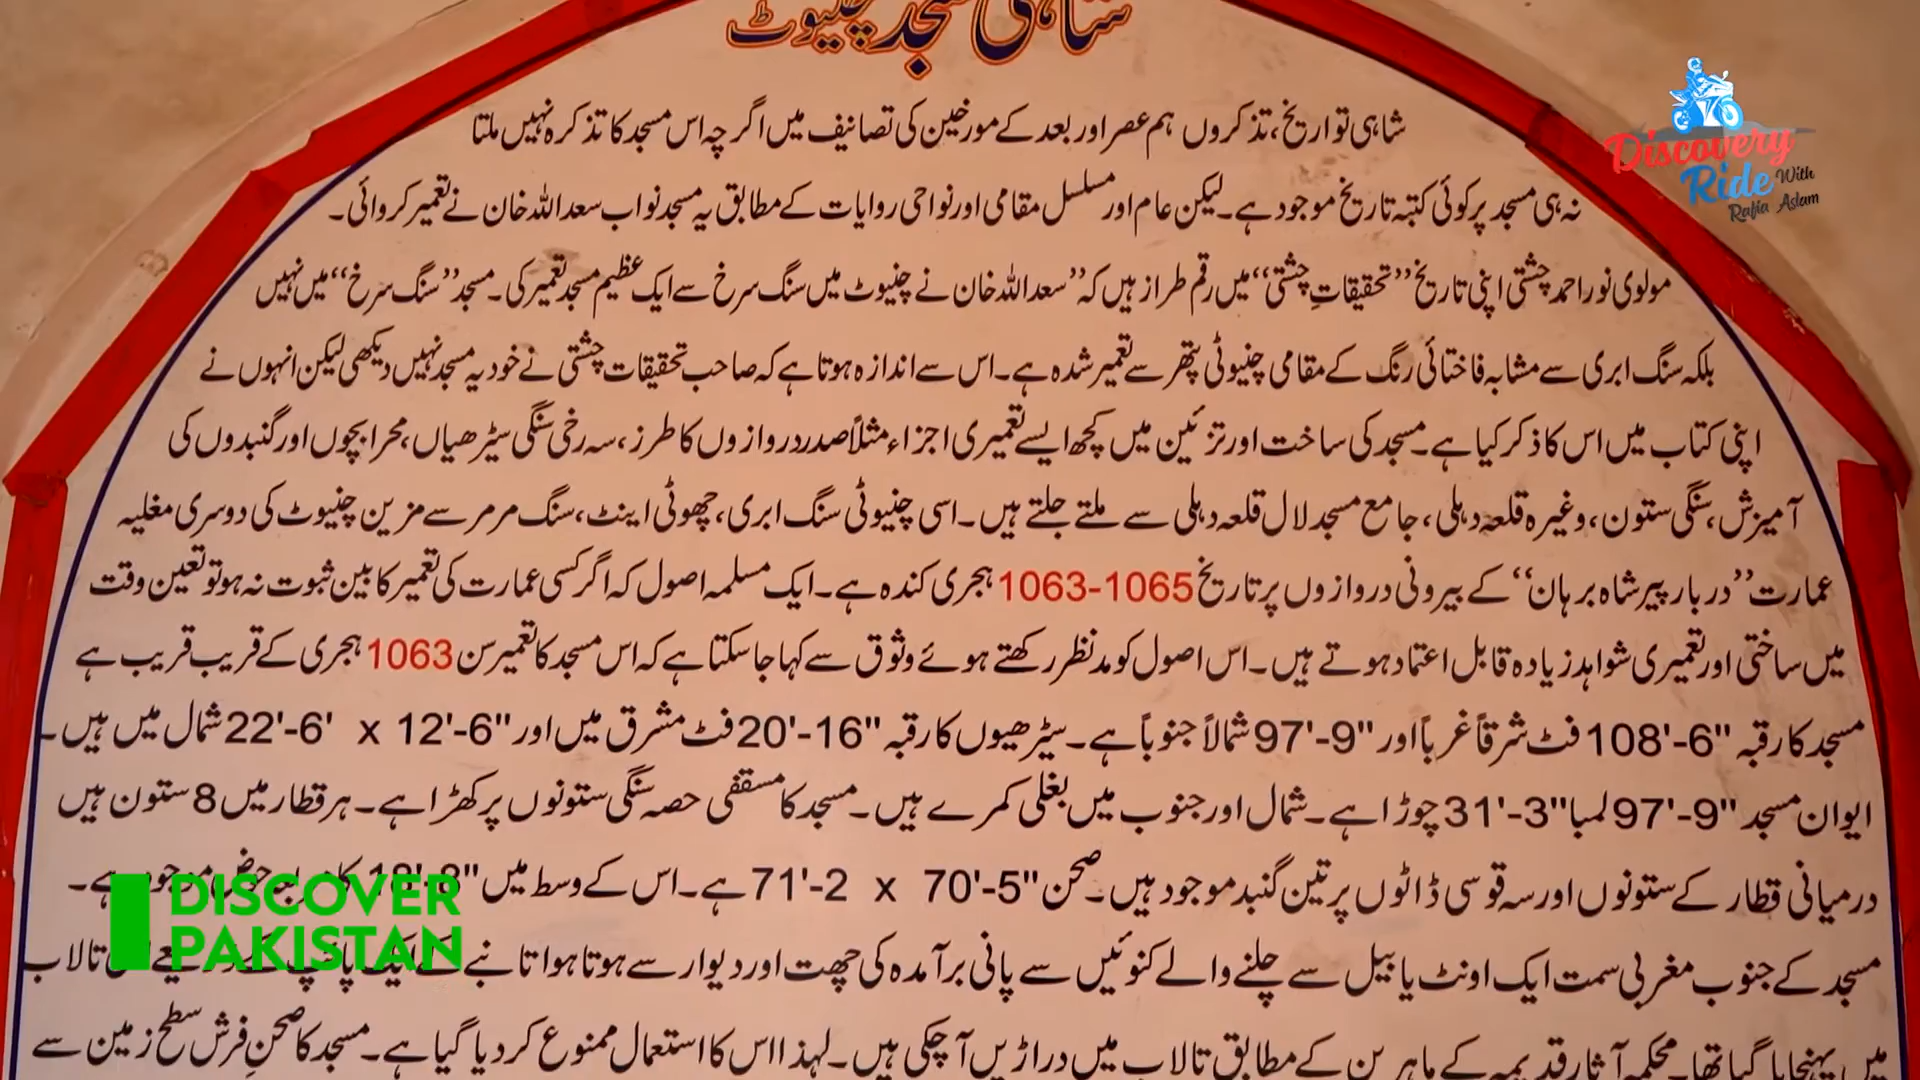 شاہی مسجد چنیوٹ
شاہی تواریخ، تذکروں ہم عصر اور بعد کے مورخین کی تصانیف میں اگرچہ اس مسجد کا تذکرہ نہیں ملتا
نہ ہی مسجد پر کوئی کتبہ تاریخ موجود ہے۔ لیکن عام اور مسلسل مقامی اور نواحی روایات کے مطابق یہ مسجد نواب سعد اللہ خان نے تعمیر کروائی۔
مولوی نور احمد چشتی اپنی تاریخ ”تحقیقاتِ چشتی“ میں رقم طراز ہیں کہ ”سعد اللہ خان نے چنیوٹ میں سنگ سرخ سے ایک عظیم مسجد تعمیر کی۔ مسجد ”سنگ سرخ“ میں نہیں
بلکہ سنگ ابری سے مشابہ فاختائی رنگ کے مقامی چنیوٹی پتھر سے تعمیر شدہ ہے۔ اس سے اندازہ ہوتا ہے کہ صاحب تحقیقات چشتی نے خود یہ مسجد نہیں دیکھی لیکن انہوں نے
اپنی کتاب میں اس کا ذکر کیا ہے۔ مسجد کی ساخت اور تزئین میں کچھ ایسے تعمیری اجزاء مثلاً صدر دروازوں کا طرز، سہ رخی سنگی سیڑھیاں، محرابچوں اور گنبدوں کی
آمیزش، سنگی ستون، وغیرہ قلعہ دہلی، جامع مسجد لال قلعہ دہلی سے ملتے جلتے ہیں۔ اسی چنیوٹی سنگ ابری، چھوٹی اینٹ، سنگ مرمر سے مزین چنیوٹ کی دوسری مغلیہ
عمارت ”دربار پیر شاہ برہان“ کے بیرونی دروازوں پر تاریخ 1063-1065 ہجری کندہ ہے۔ ایک مسلمہ اصول کہ اگر کسی عمارت کی تعمیر کا بین ثبوت نہ ہو تو تعین وقت
میں ساختی اور تعمیری شواہد زیادہ قابل اعتماد ہوتے ہیں۔ اس اصول کو مدنظر رکھتے ہوئے وثوق سے کہا جا سکتا ہے کہ اس مسجد کا تعمیر سن 1063 ہجری کے قریب قریب ہے
مسجد کا رقبہ 108'-6" فٹ شرقاً غرباً اور 97'-9" شمالاً جنوباً ہے۔ سیڑھیوں کا رقبہ 20'-16" فٹ مشرق میں اور 22'-6' x 12'-6" شمال میں ہیں۔
ایوان مسجد 97'-9" لمبا 31'-3" چوڑا ہے۔ شمال اور جنوب میں بغلی کمرے ہیں۔ مسجد کا مسقفی حصہ سنگی ستونوں پر کھڑا ہے۔ ہر قطار میں 8 ستون ہیں
درمیانی قطار کے ستونوں اور سہ قوسی ڈاٹوں پر تین گنبد موجود ہیں۔ صحن 71'-2 x 70'-5" ہے۔ اس کے وسط میں 18'-8" کا ہے۔
مسجد کے جنوب مغربی سمت ایک اونٹ یا بیل سے چلنے والے کنوئیں سے پانی برآمدہ کی چھت اور دیوار سے ہوتا ہوا تانبے کے ایک پائپ کے تالاب
میں پہنچایا گیا تھا۔ محکمہ آثار قدیمہ کے ماہرین کے مطابق تالاب میں دراڑیں آ چکی ہیں۔ لہذا اس کا استعمال ممنوع کر دیا گیا ہے۔ مسجد کا صحن فرش سطح زمین سے
Discovery
Ride With
Rafia Aslam
DISCOVER
PAKISTAN